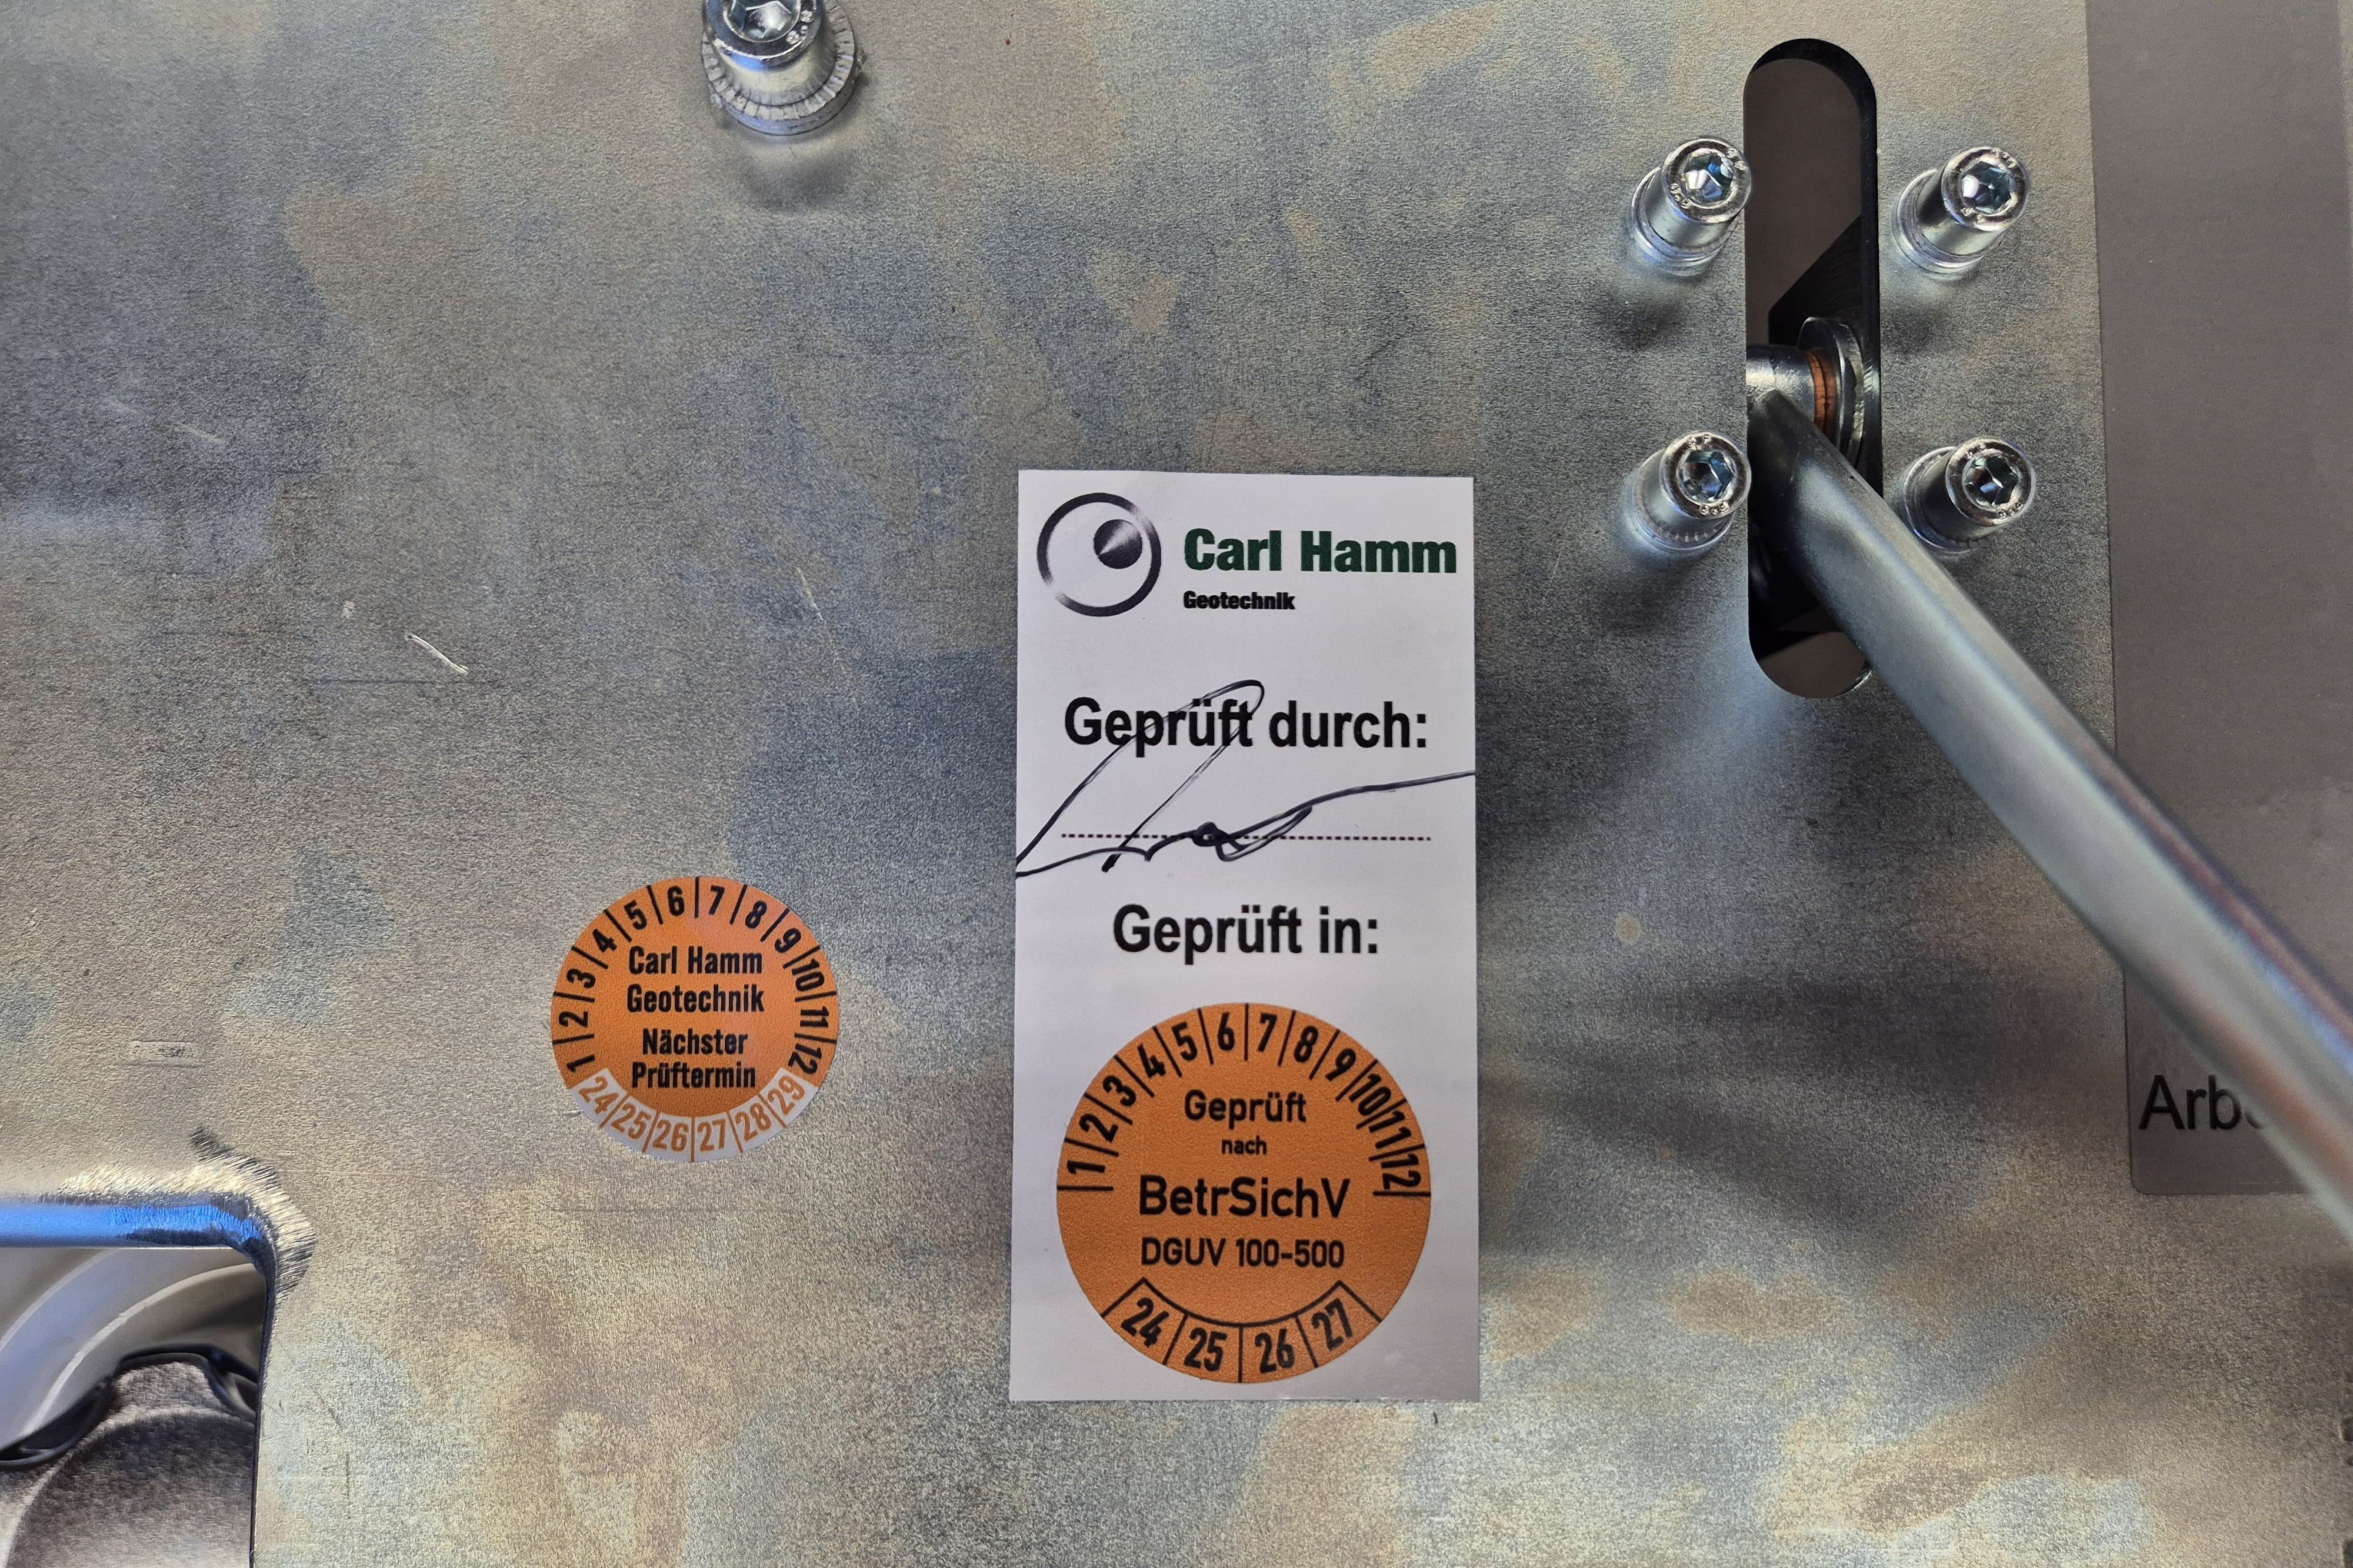 Carl Hamm
Geotechnik
Geprüft durch:
Geprüft in:
1 2 3 4 5 6 7 8 9 10 11 12
Geprüft
nach
BetrSichV
DGUV 100-500
24 25 26 27
1 2 3 4 5 6 7 8 9 10 11 12
Carl Hamm
Geotechnik
Nächster
Prüftermin
24 25 26 27 28 29